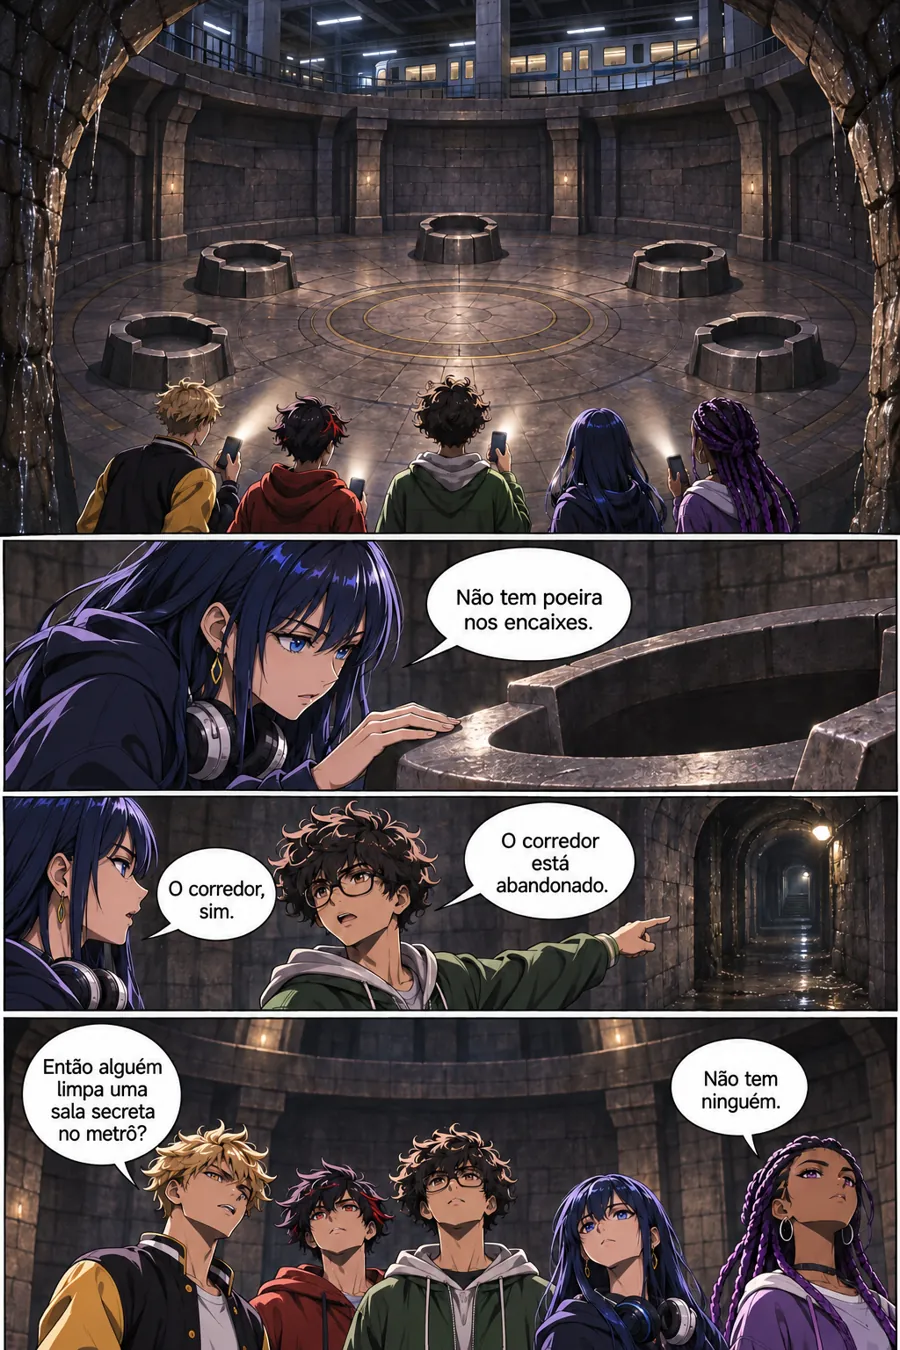 Não tem poeira
nos encaixes.
O corredor
está
abandonado.
O corredor,
sim.
Então alguém
limpa uma
sala secreta
no metrô?
Não tem
ninguém.